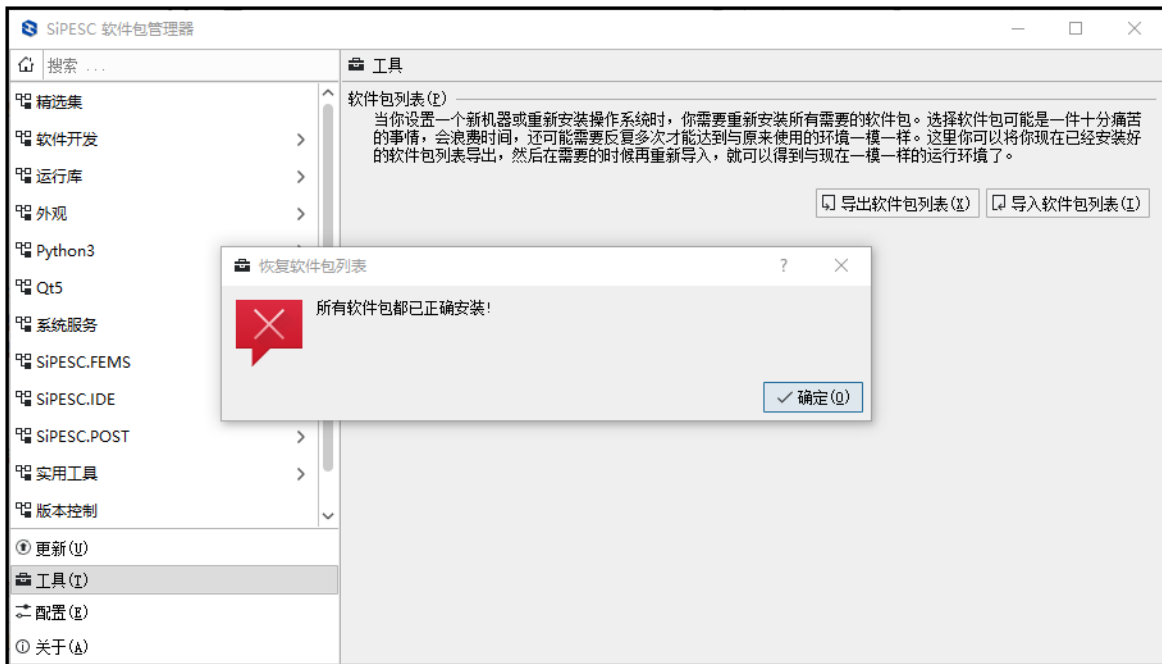 SiPESC 软件包管理器
搜索 ...
精选集
软件开发
运行库
外观
Python3
Qt5
系统服务
SiPESC.FEMS
SiPESC.IDE
SiPESC.POST
实用工具
版本控制
更新(U)
工具(T)
配置(E)
关于(A)
工具
软件包列表(P)
当你设置一个新机器或重新安装操作系统时，你需要重新安装所有需要的软件包。选择软件包可能是一件十分痛苦
的事情，会浪费时间，还可能需要反复多次才能达到与原来使用的环境一模一样。这里你可以将你现在已经安装好
的软件包列表导出，然后在需要的时候再重新导入，就可以得到与现在一模一样的运行环境了。
导出软件包列表(X)
导入软件包列表(I)
恢复软件包列表
所有软件包都已正确安装!
确定(O)